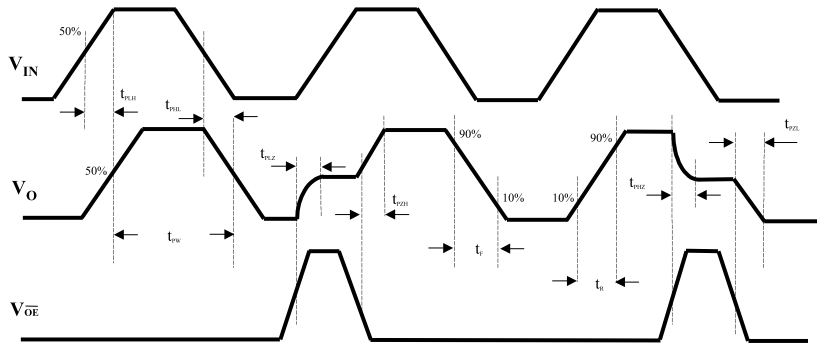 50%
V_IN
t_PLH
t_PHL
50%
90%
90%
t_PZL
t_PLZ
V_O
10%
10%
t_PHZ
t_PZH
t_PW
t_F
t_R
V_OE̅